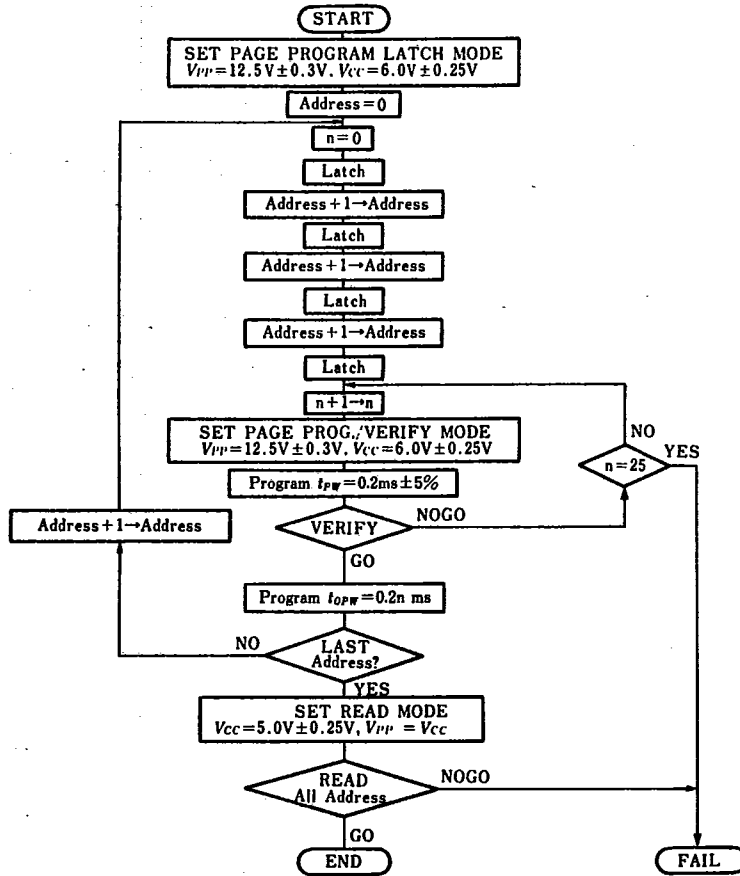 START
SET PAGE PROGRAM LATCH MODE
VPP=12.5V±0.3V, VCC=6.0V±0.25V
Address=0
n=0
Latch
Address+1→Address
Latch
Address+1→Address
Latch
Address+1→Address
Latch
n+1→n
SET PAGE PROG./VERIFY MODE
VPP=12.5V±0.3V, VCC=6.0V±0.25V
NO
YES
n=25
Program tPW=0.2ms±5%
Address+1→Address
VERIFY
NOGO
GO
Program tOPW=0.2n ms
NO
LAST
Address?
YES
SET READ MODE
VCC=5.0V±0.25V, VPP = VCC
READ
All Address
NOGO
GO
END
FAIL